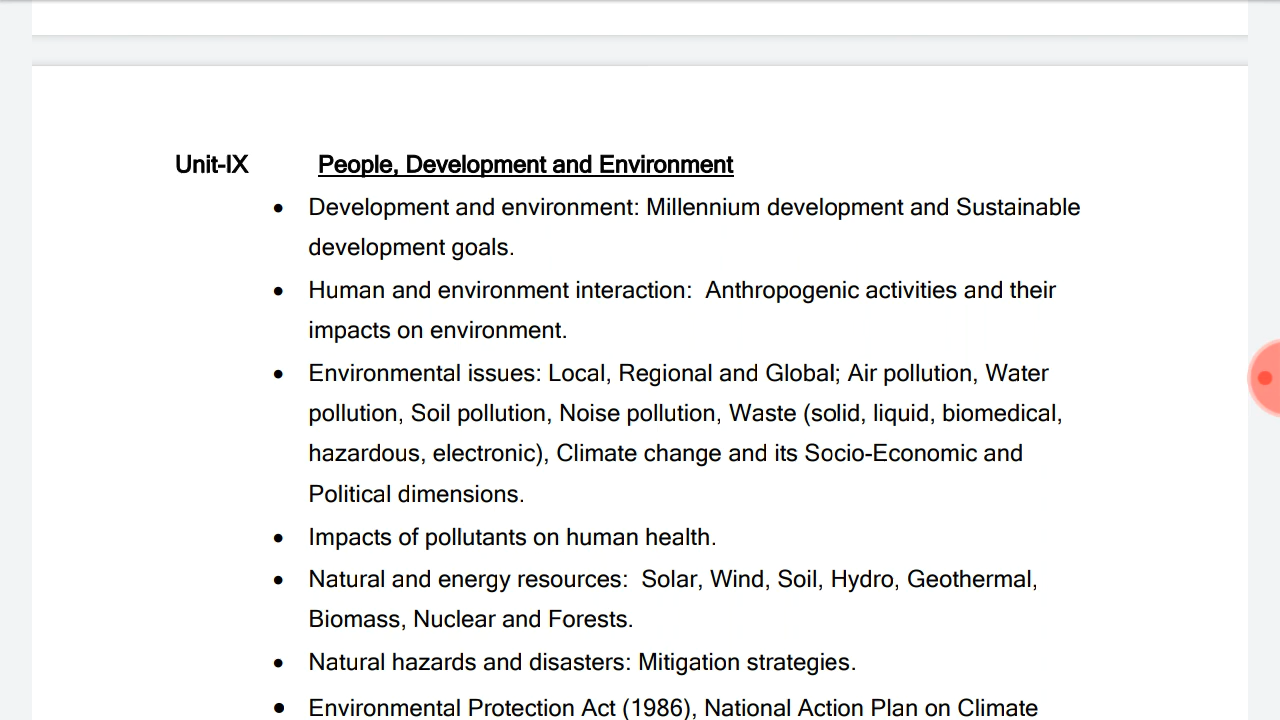 Unit-IX People, Development and Environment
• Development and environment: Millennium development and Sustainable
development goals.
• Human and environment interaction: Anthropogenic activities and their
impacts on environment.
• Environmental issues: Local, Regional and Global; Air pollution, Water
pollution, Soil pollution, Noise pollution, Waste (solid, liquid, biomedical,
hazardous, electronic), Climate change and its Socio-Economic and
Political dimensions.
• Impacts of pollutants on human health.
• Natural and energy resources: Solar, Wind, Soil, Hydro, Geothermal,
Biomass, Nuclear and Forests.
• Natural hazards and disasters: Mitigation strategies.
• Environmental Protection Act (1986), National Action Plan on Climate